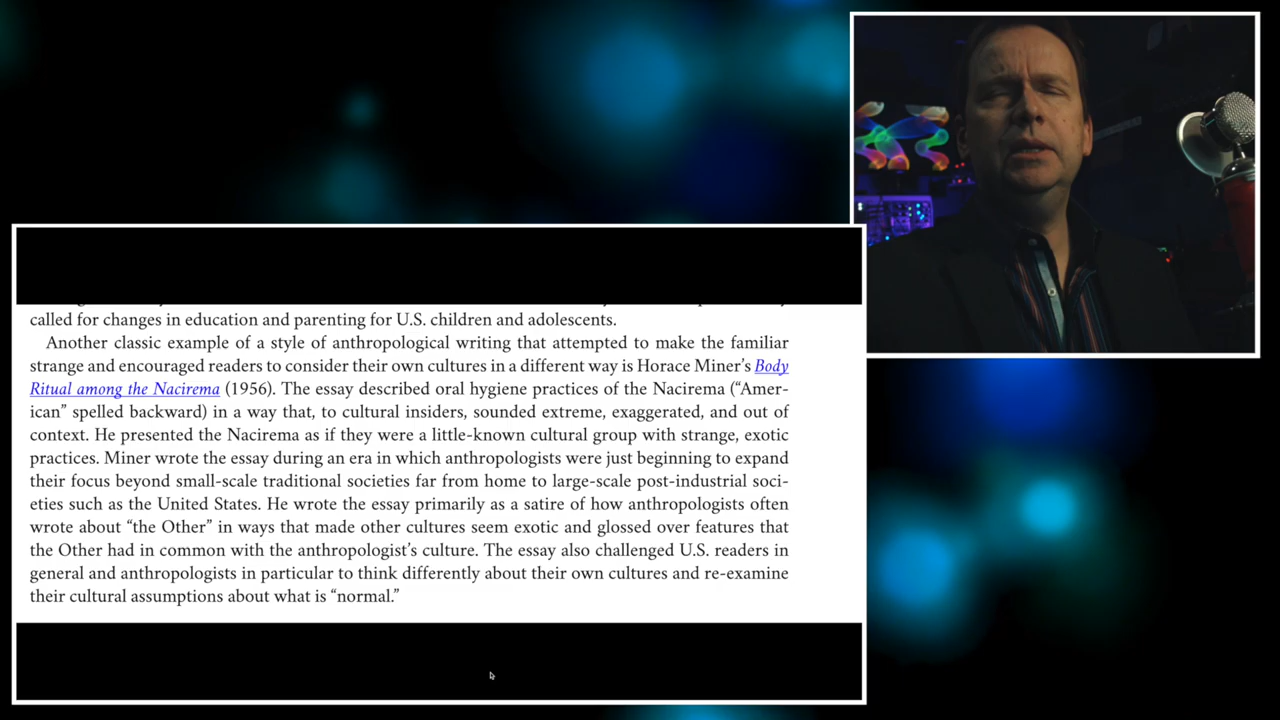 called for changes in education and parenting for U.S. children and adolescents.
Another classic example of a style of anthropological writing that attempted to make the familiar
strange and encouraged readers to consider their own cultures in a different way is Horace Miner’s Body
Ritual among the Nacirema (1956). The essay described oral hygiene practices of the Nacirema (“Amer-
ican” spelled backward) in a way that, to cultural insiders, sounded extreme, exaggerated, and out of
context. He presented the Nacirema as if they were a little-known cultural group with strange, exotic
practices. Miner wrote the essay during an era in which anthropologists were just beginning to expand
their focus beyond small-scale traditional societies far from home to large-scale post-industrial soci-
eties such as the United States. He wrote the essay primarily as a satire of how anthropologists often
wrote about “the Other” in ways that made other cultures seem exotic and glossed over features that
the Other had in common with the anthropologist’s culture. The essay also challenged U.S. readers in
general and anthropologists in particular to think differently about their own cultures and re-examine
their cultural assumptions about what is “normal.”